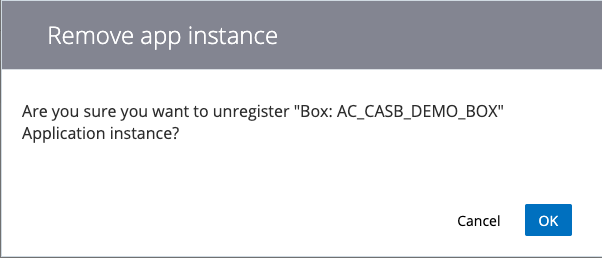 Remove app instance
Are you sure you want to unregister "Box: AC_CASB_DEMO_BOX"
Application instance?
Cancel OK